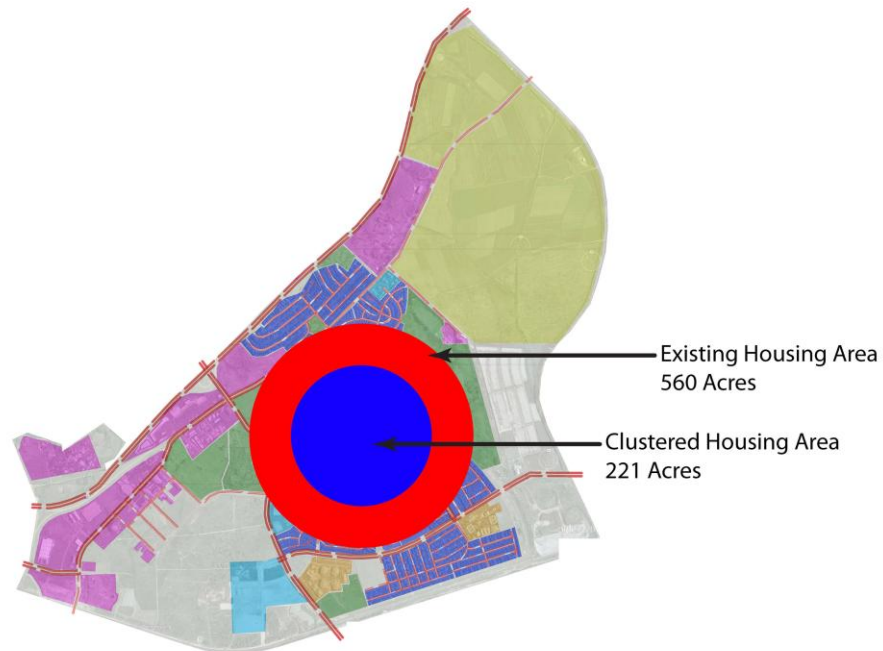 Existing Housing Area
560 Acres
Clustered Housing Area
221 Acres